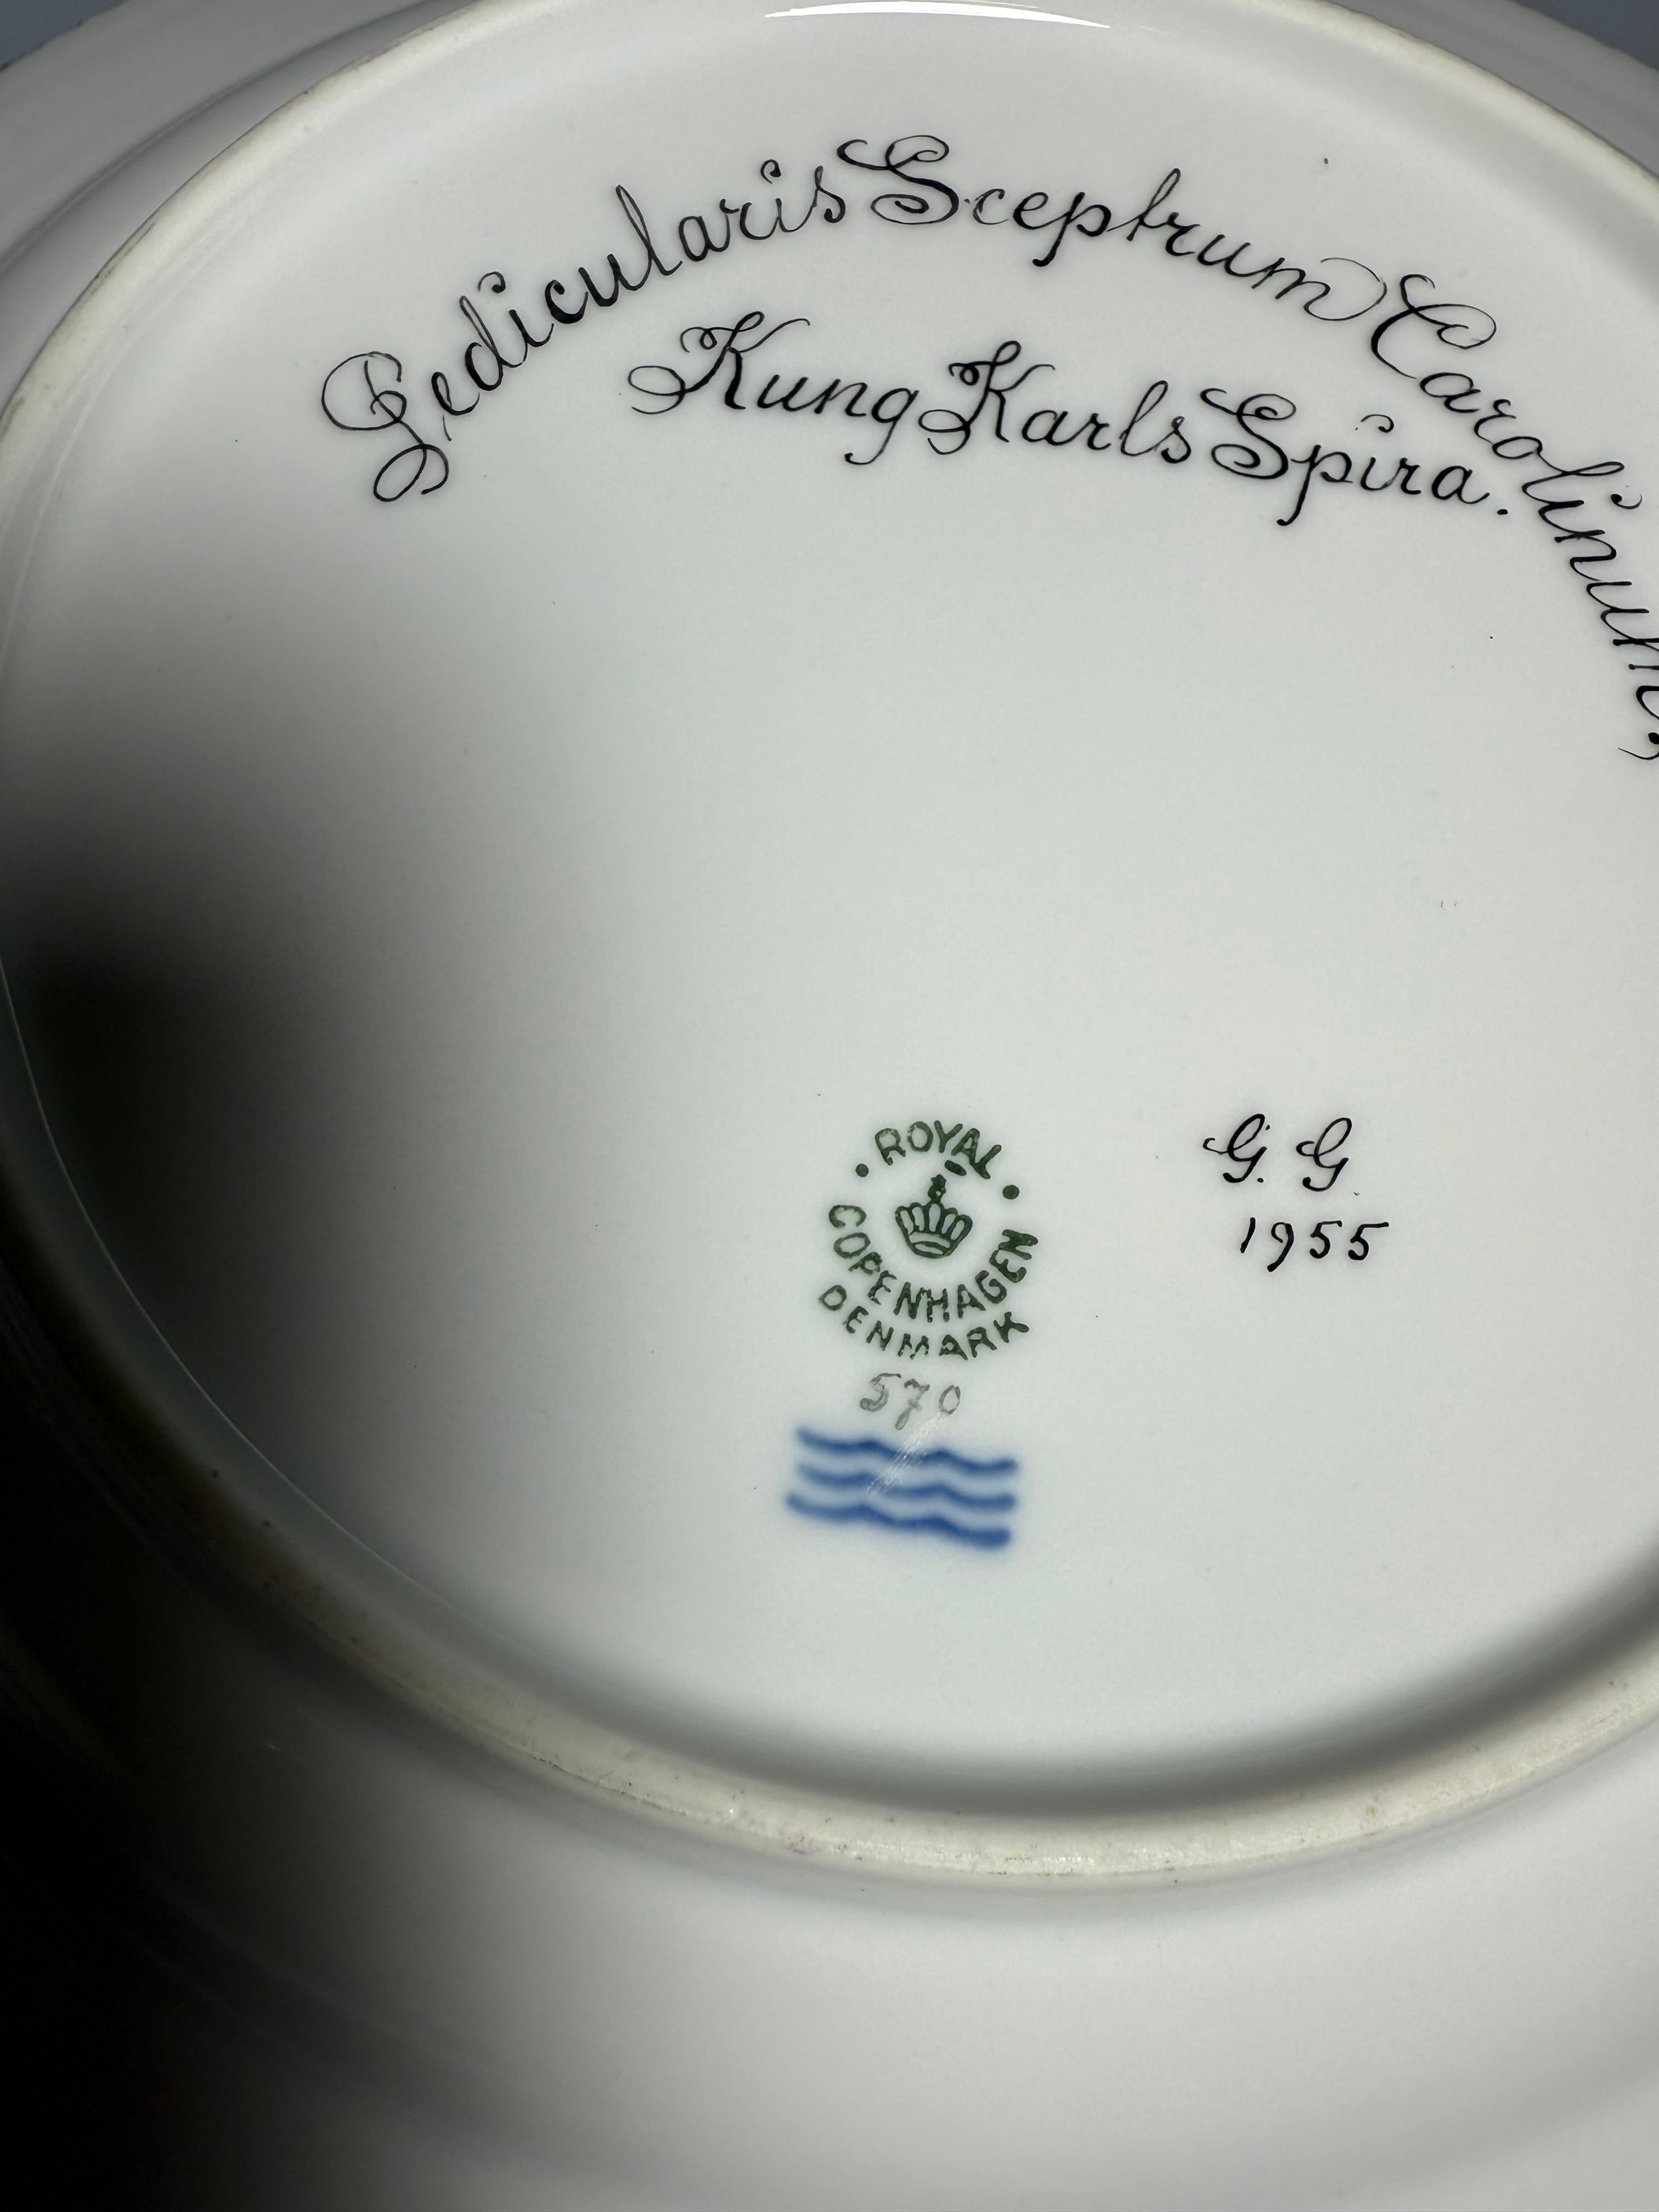 Pedicularis Sceptrum Carolinum,
Kung Karls Spira.
G. G.
1955
ROYAL
COPENHAGEN
DENMARK
570